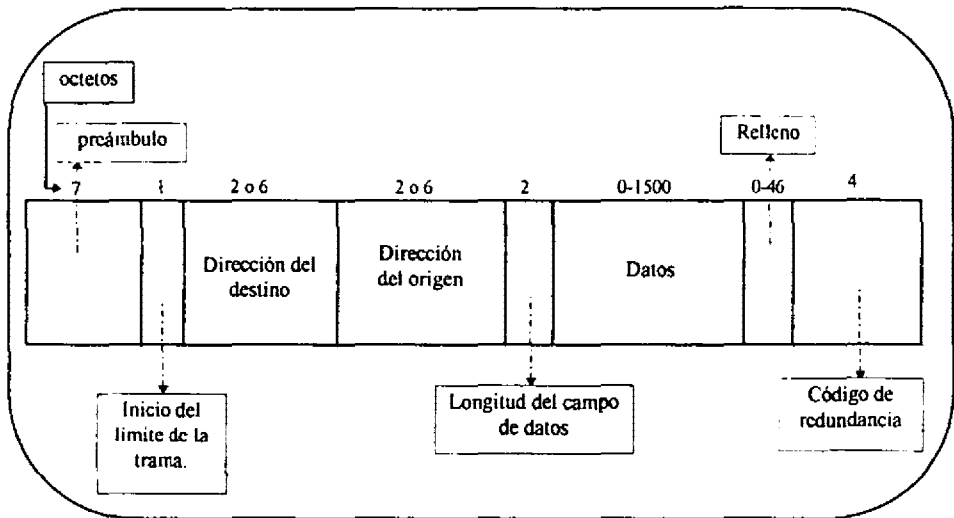 octetos
preámbulo
Relleno
7 1 2 o 6 2 o 6 2 0-1500 0-46 4
Dirección del
destino
Dirección
del origen
Datos
Inicio del
limite de la
trama.
Longitud del campo
de datos
Código de
redundancia